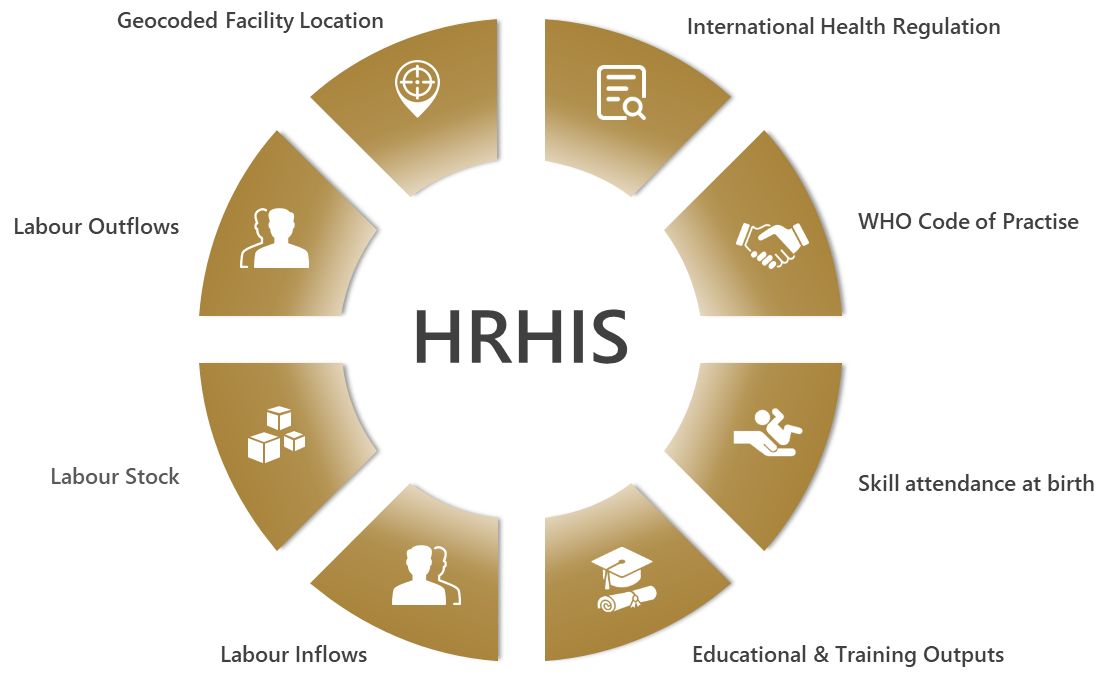 Geocoded Facility Location
International Health Regulation
Labour Outflows
WHO Code of Practise
HRHIS
Labour Stock
Skill attendance at birth
Labour Inflows
Educational & Training Outputs